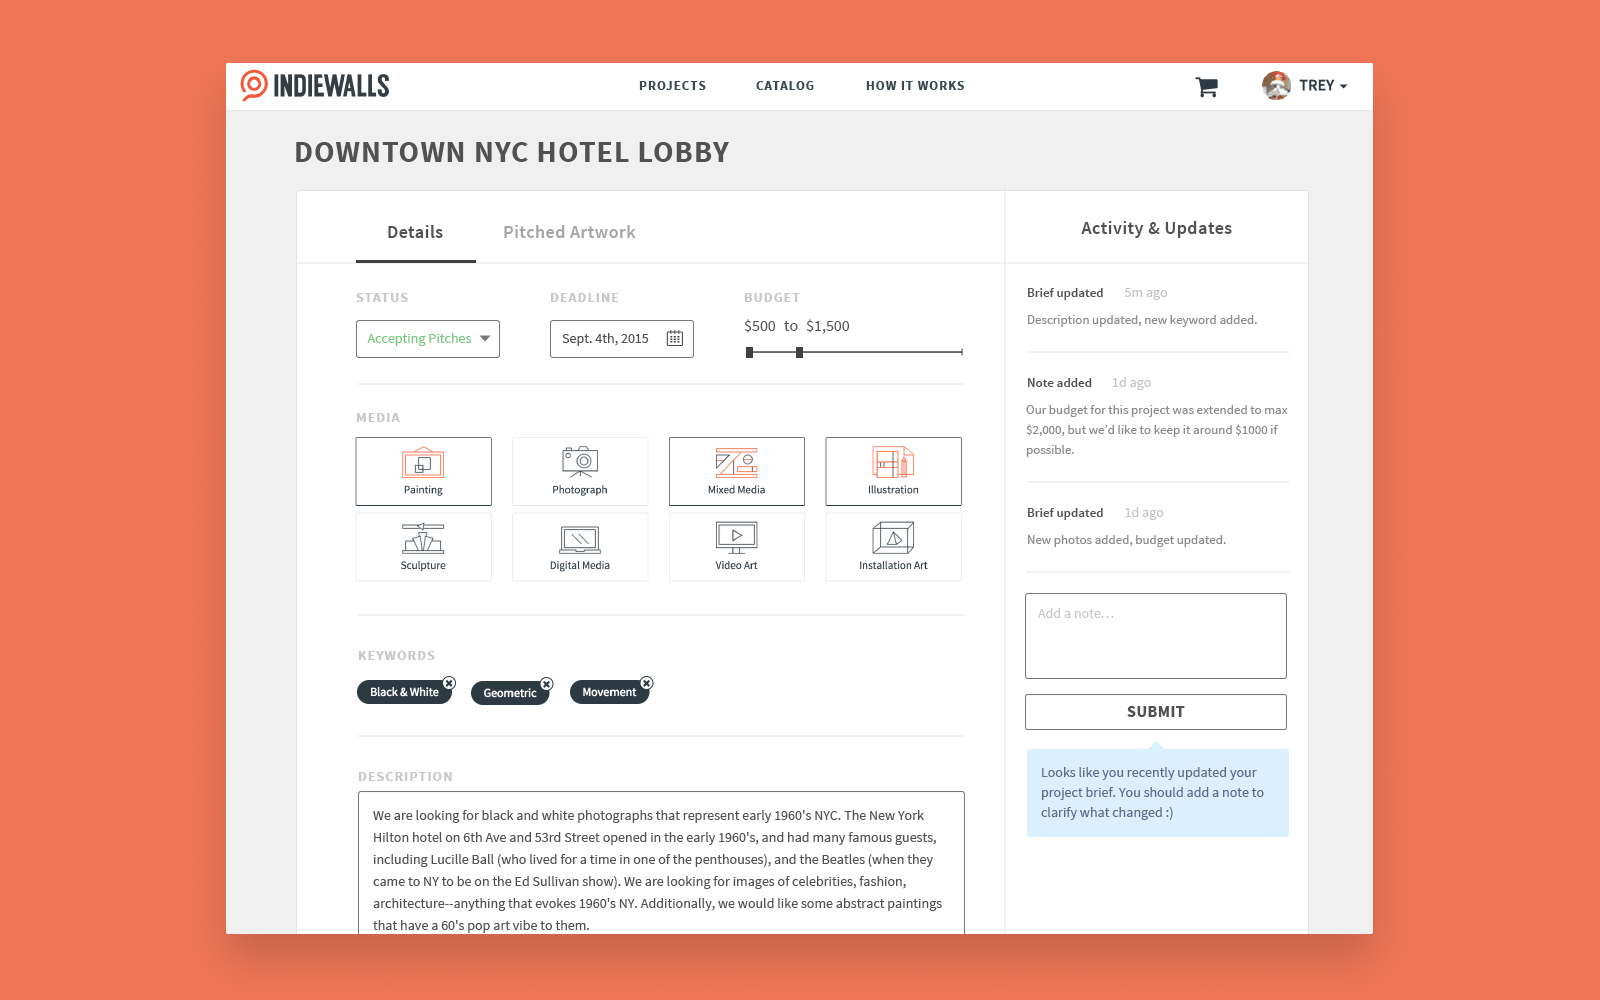 INDIEWALLS
PROJECTS
CATALOG
HOW IT WORKS
TREY
DOWNTOWN NYC HOTEL LOBBY
Details
Pitched Artwork
STATUS
DEADLINE
BUDGET
Accepting Pitches
Sept. 4th, 2015
$500 to $1,500
MEDIA
Painting
Photograph
Mixed Media
Illustration
Sculpture
Digital Media
Video Art
Installation Art
KEYWORDS
Black & White
Geometric
Movement
DESCRIPTION
We are looking for black and white photographs that represent early 1960's NYC. The New York
Hilton hotel on 6th Ave and 53rd Street opened in the early 1960's, and had many famous guests,
including Lucille Ball (who lived for a time in one of the penthouses), and the Beatles (when they
came to NY to be on the Ed Sullivan show). We are looking for images of celebrities, fashion,
architecture--anything that evokes 1960's NY. Additionally, we would like some abstract paintings
that have a 60's pop art vibe to them.
Activity & Updates
Brief updated 5m ago
Description updated, new keyword added.
Note added 1d ago
Our budget for this project was extended to max
$2,000, but we'd like to keep it around $1000 if
possible.
Brief updated 1d ago
New photos added, budget updated.
Add a note...
SUBMIT
Looks like you recently updated your
project brief. You should add a note to
clarify what changed :)